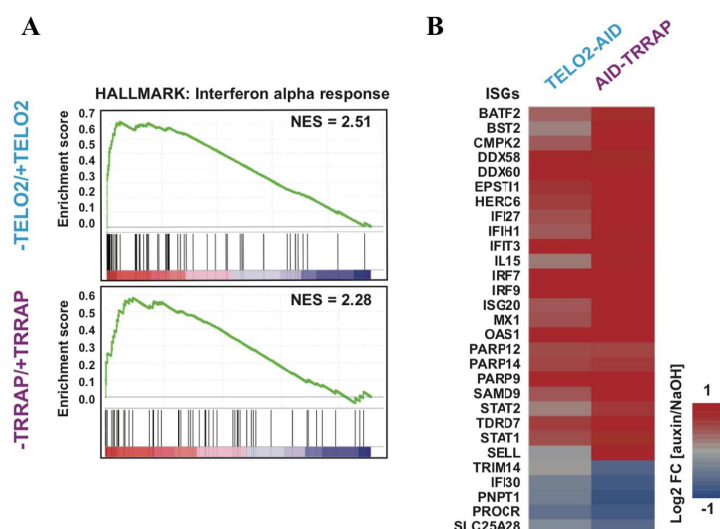 A
B
-TELO2/+TELO2
HALLMARK: Interferon alpha response
Enrichment score
NES = 2.51
0.7
0.6
0.5
0.4
0.3
0.2
0.1
0.0
-TRRAP/+TRRAP
Enrichment score
NES = 2.28
0.6
0.5
0.4
0.3
0.2
0.1
0.0
ISGs
TELO2-AID
AID-TRRAP
BATF2
BST2
CMPK2
DDX58
DDX60
EPSTI1
HERC6
IFI27
IFIH1
IFIT3
IL15
IRF7
IRF9
ISG20
MX1
OAS1
PARP12
PARP14
PARP9
SAMD9
STAT2
TDRD7
STAT1
SELL
TRIM14
IFI30
PNPT1
PROCR
SLC25A28
1
Log2 FC [auxin/NaOH]
-1